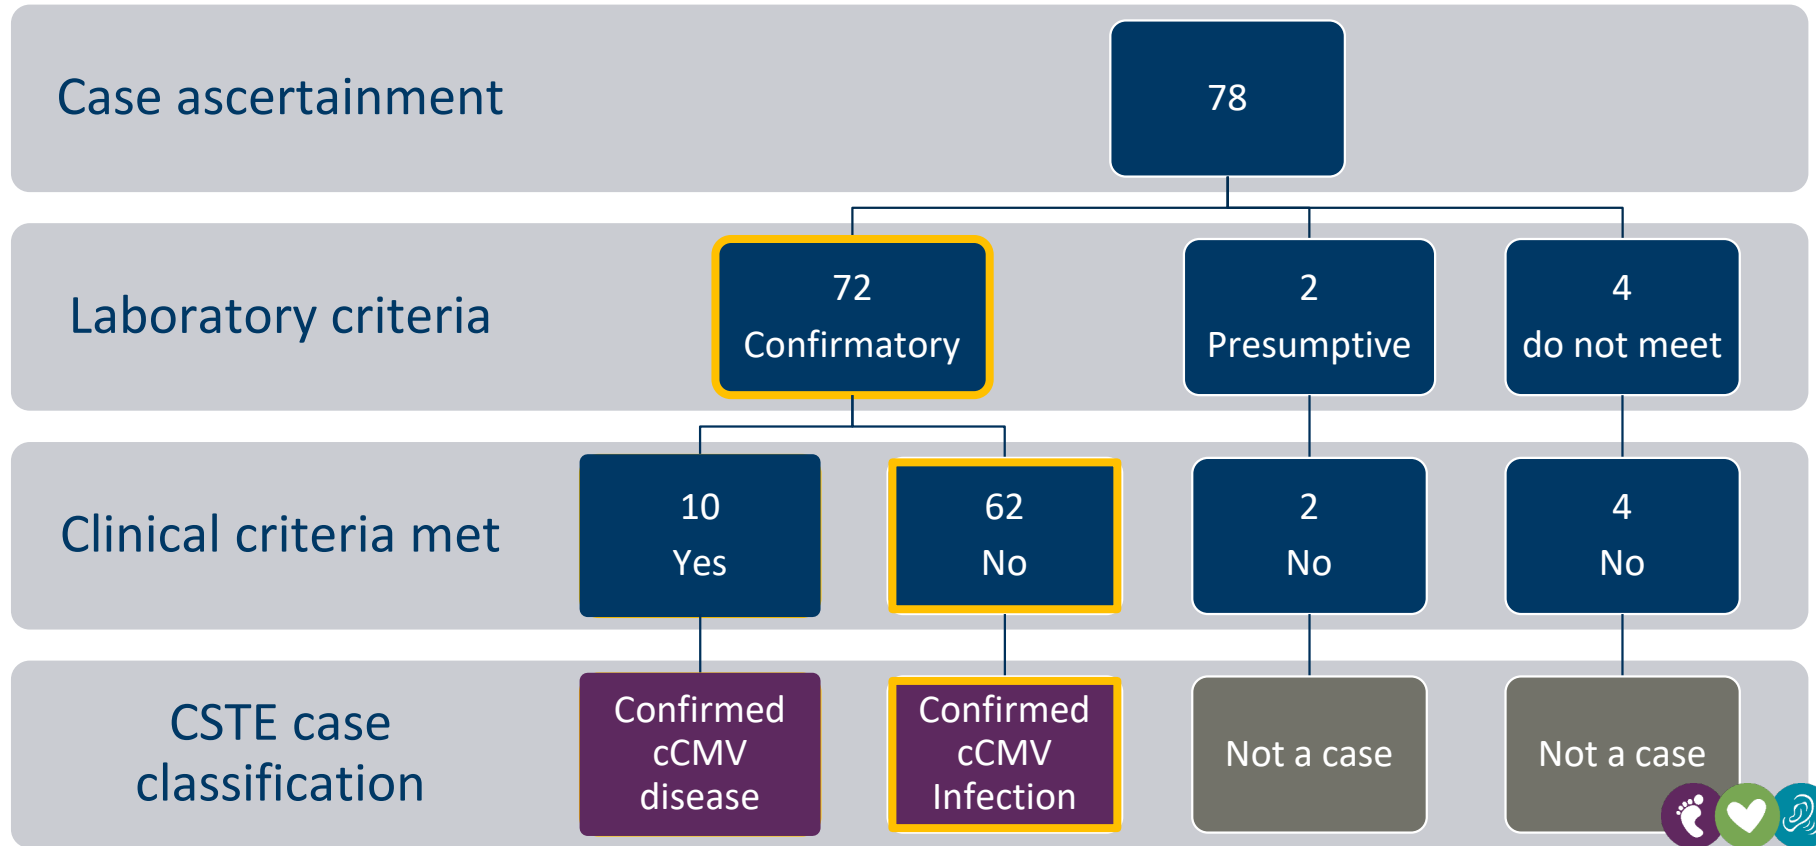 Case ascertainment
78
Laboratory criteria
72
Confirmatory
2
Presumptive
4
do not meet
Clinical criteria met
10
Yes
62
No
2
No
4
No
CSTE case
classification
Confirmed
cCMV
disease
Confirmed
cCMV
Infection
Not a case
Not a case